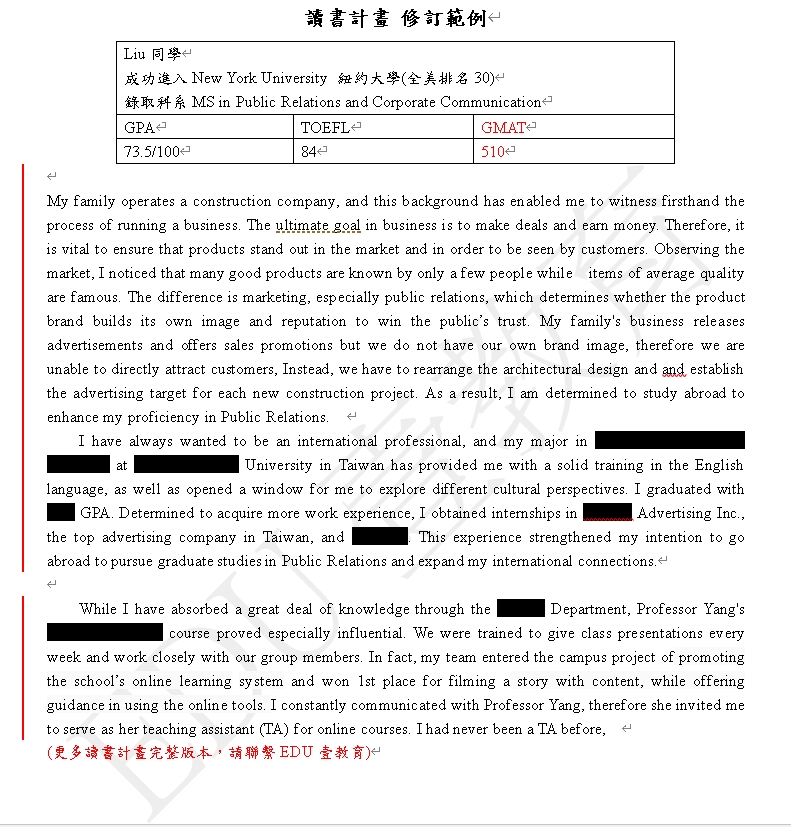 讀書計畫 修訂範例
Liu 同學
成功進入 New York University 紐約大學(全美排名 30)
錄取科系 MS in Public Relations and Corporate Communication
GPA TOEFL GMAT
73.5/100 84 510
My family operates a construction company, and this background has enabled me to witness firsthand the
process of running a business. The ultimate goal in business is to make deals and earn money. Therefore, it
is vital to ensure that products stand out in the market and in order to be seen by customers. Observing the
market, I noticed that many good products are known by only a few people while items of average quality
are famous. The difference is marketing, especially public relations, which determines whether the product
brand builds its own image and reputation to win the public's trust. My family's business releases
advertisements and offers sales promotions but we do not have our own brand image, therefore we are
unable to directly attract customers, Instead, we have to rearrange the architectural design and and establish
the advertising target for each new construction project. As a result, I am determined to study abroad to
enhance my proficiency in Public Relations.
I have always wanted to be an international professional, and my major in
at University in Taiwan has provided me with a solid training in the English
language, as well as opened a window for me to explore different cultural perspectives. I graduated with
GPA. Determined to acquire more work experience, I obtained internships in Advertising Inc.,
the top advertising company in Taiwan, and . This experience strengthened my intention to go
abroad to pursue graduate studies in Public Relations and expand my international connections.
While I have absorbed a great deal of knowledge through the Department, Professor Yang's
course proved especially influential. We were trained to give class presentations every
week and work closely with our group members. In fact, my team entered the campus project of promoting
the school's online learning system and won 1st place for filming a story with content, while offering
guidance in using the online tools. I constantly communicated with Professor Yang, therefore she invited me
to serve as her teaching assistant (TA) for online courses. I had never been a TA before,
(更多讀書計畫完整版本，請聯繫 EDU 壹教育)
EDU 壹教育